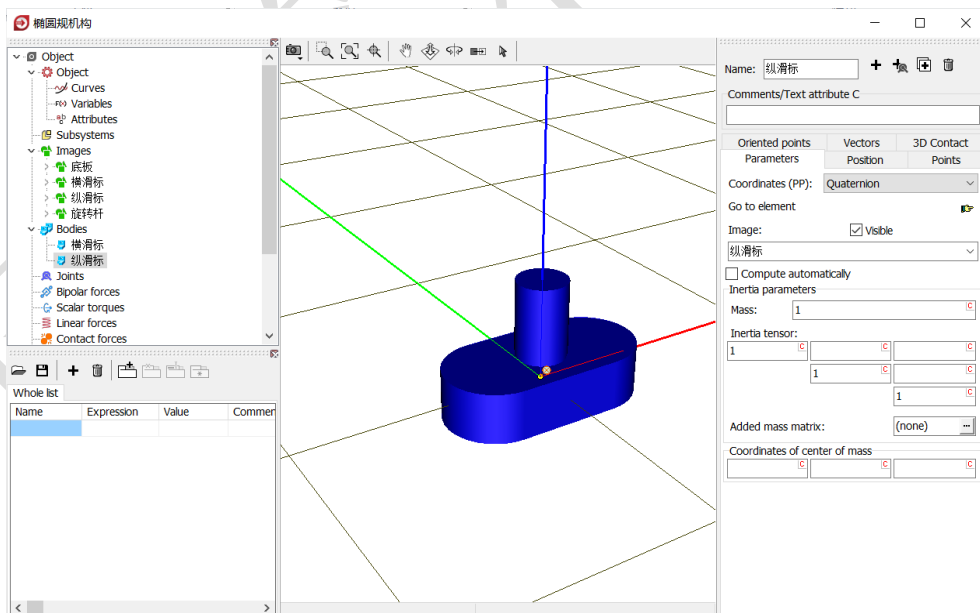 椭圆规机构
Object
Object
Curves
Variables
Attributes
Subsystems
Images
底板
横滑标
纵滑标
旋转杆
Bodies
横滑标
纵滑标
Joints
Bipolar forces
Scalar torques
Linear forces
Contact forces
Whole list
Name Expression Value Commen
Name: 纵滑标
Comments/Text attribute C
Oriented points Vectors 3D Contact
Parameters Position Points
Coordinates (PP): Quaternion
Go to element
Image: Visible
纵滑标
Compute automatically
Inertia parameters
Mass: 1 C
Inertia tensor:
1 C C C
1 C C
1 C
Added mass matrix: (none) ...
Coordinates of center of mass
C C C